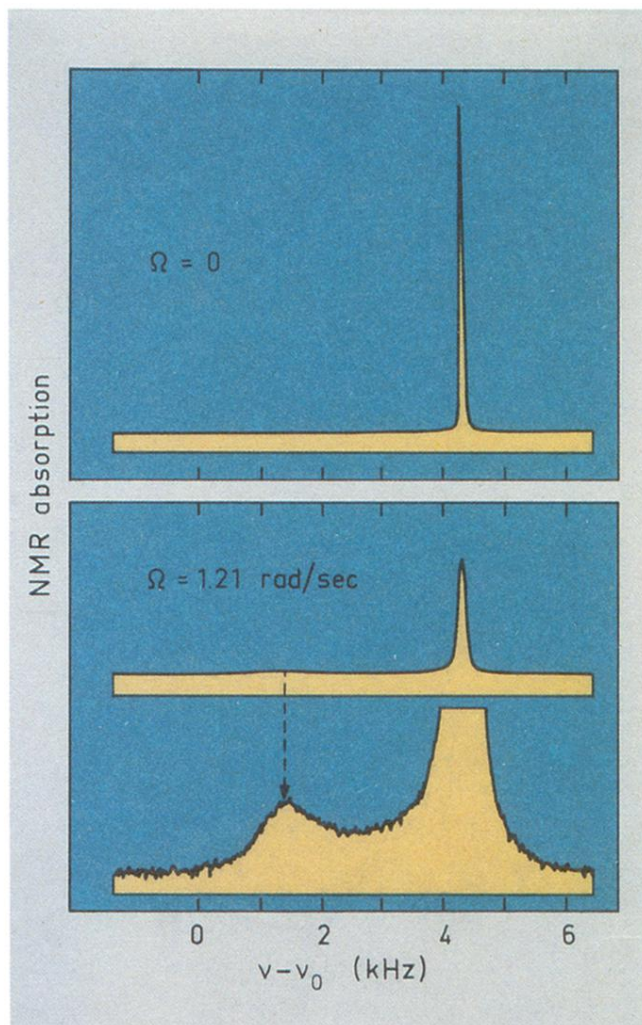 Ω = 0
NMR absorption
Ω = 1.21 rad/sec
0 2 4 6
ν-ν₀ (kHz)